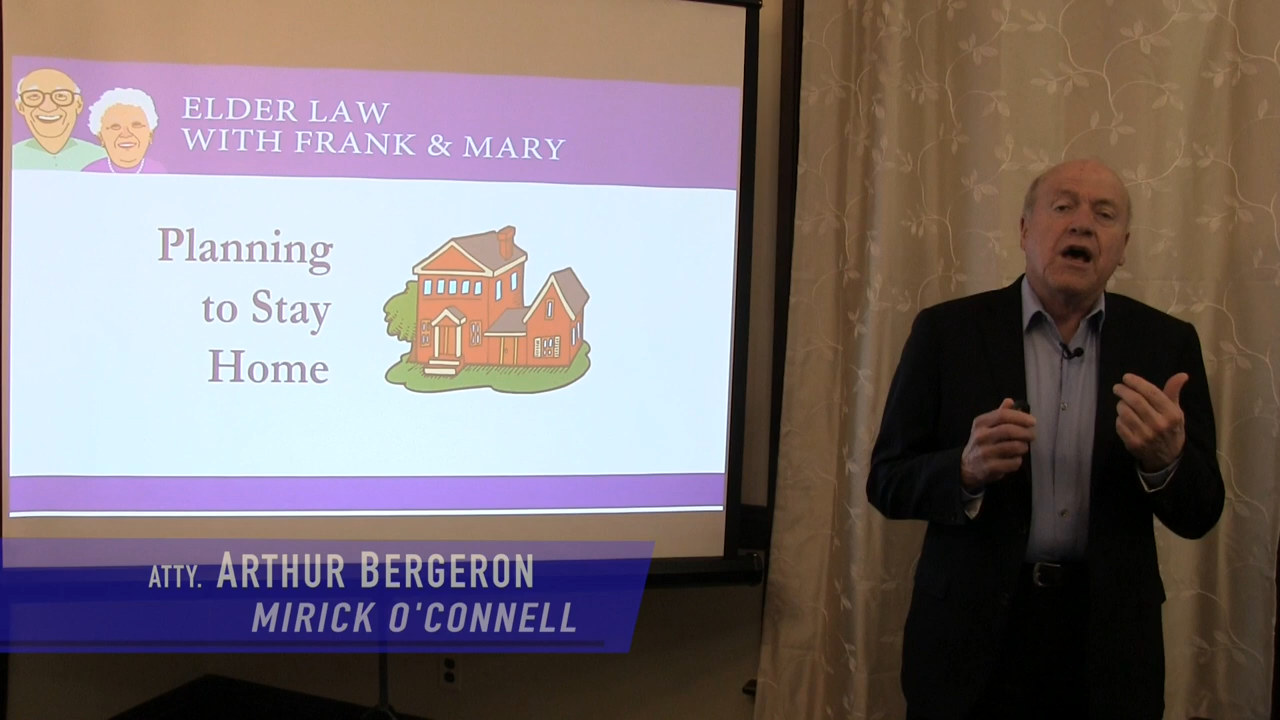 ELDER LAW
WITH FRANK & MARY
Planning
to Stay
Home
ATTY. ARTHUR BERGERON
MIRICK O'CONNELL